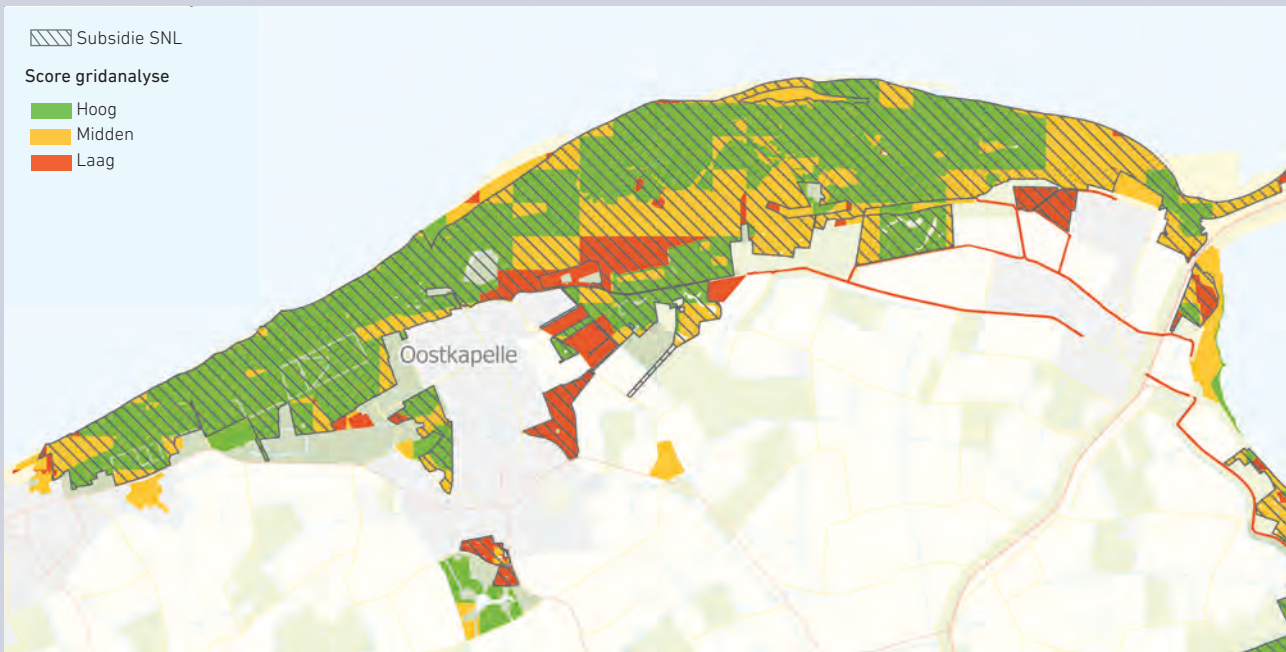 Subsidie SNL
Score gridanalyse
Hoog
Midden
Laag
Oostkapelle